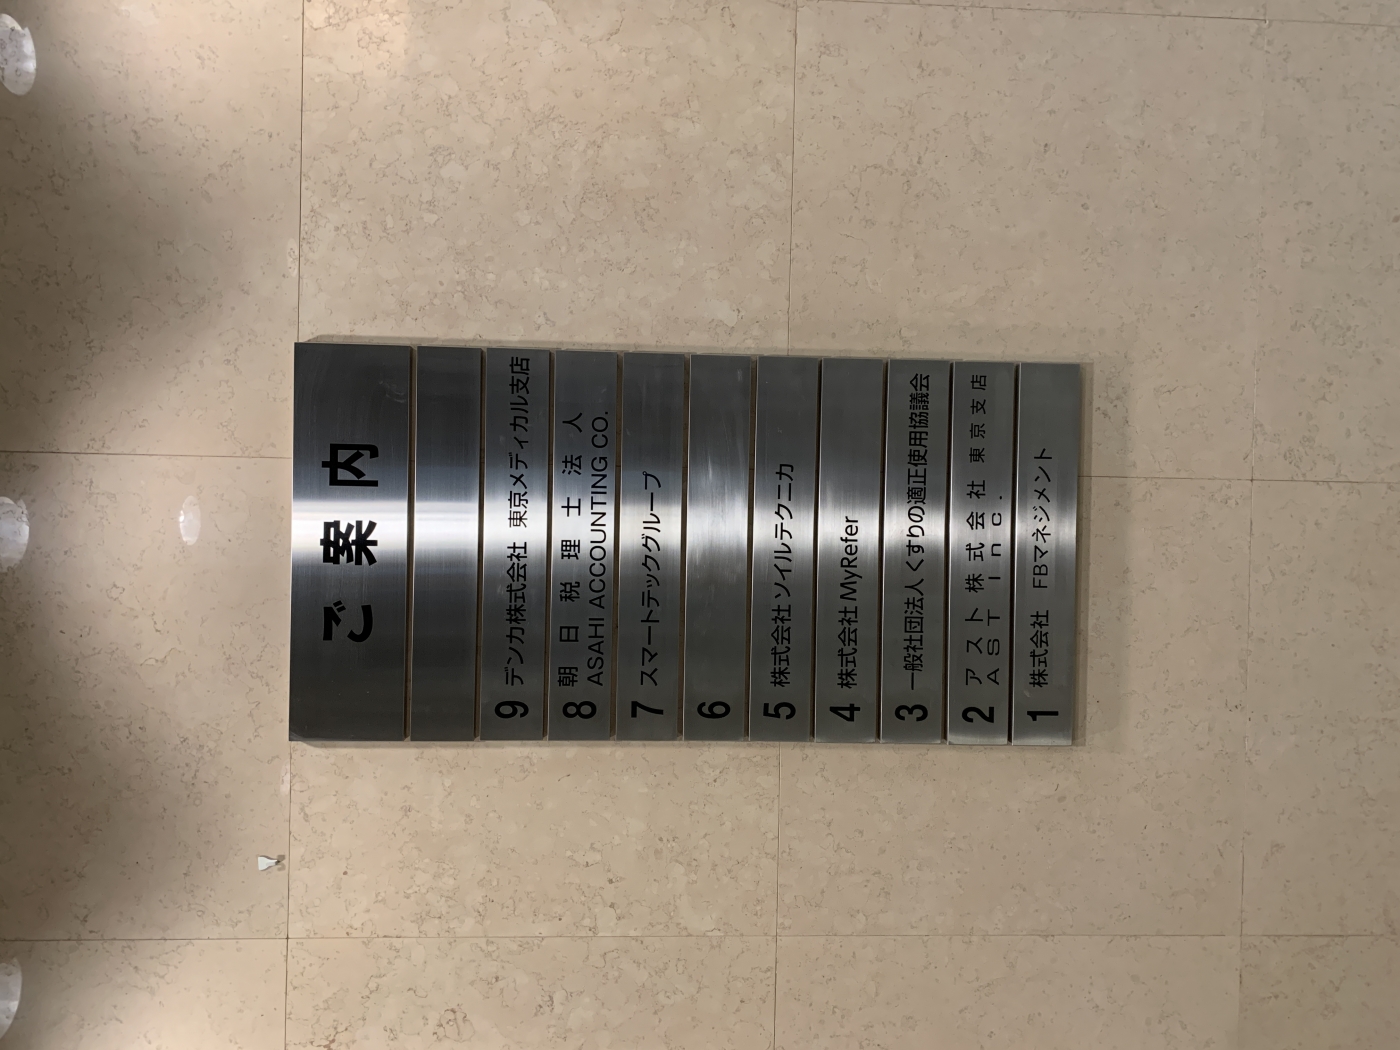 ご案内
9 デンカ株式会社 東京メディカル支店
8 朝日税理士法人
ASAHI ACCOUNTING CO.
7 スマートテックグループ
6
5 株式会社 ソイルテクニカ
4 株式会社 MyRefer
3 一般社団法人 くすりの適正使用協議会
2 アスト株式会社 東京支店
AST Inc.
1 株式会社 FBマネジメント